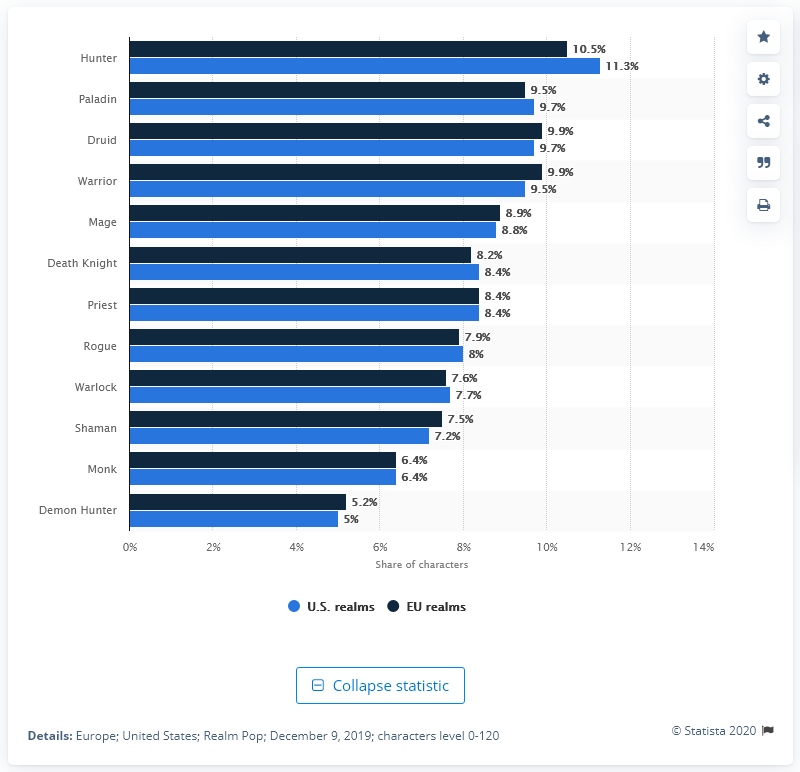 Hunter 10.5%
11.3%
Paladin 9.5%
9.7%
Druid 9.9%
9.7%
Warrior 9.9%
9.5%
Mage 8.9%
8.8%
Death Knight 8.2%
8.4%
Priest 8.4%
8.4%
Rogue 7.9%
8%
Warlock 7.6%
7.7%
Shaman 7.5%
7.2%
Monk 6.4%
6.4%
Demon Hunter 5.2%
5%
0% 2% 4% 6% 8% 10% 12% 14%
Share of characters
U.S. realms EU realms
Collapse statistic
Details: Europe; United States; Realm Pop; December 9, 2019; characters level 0-120
© Statista 2020